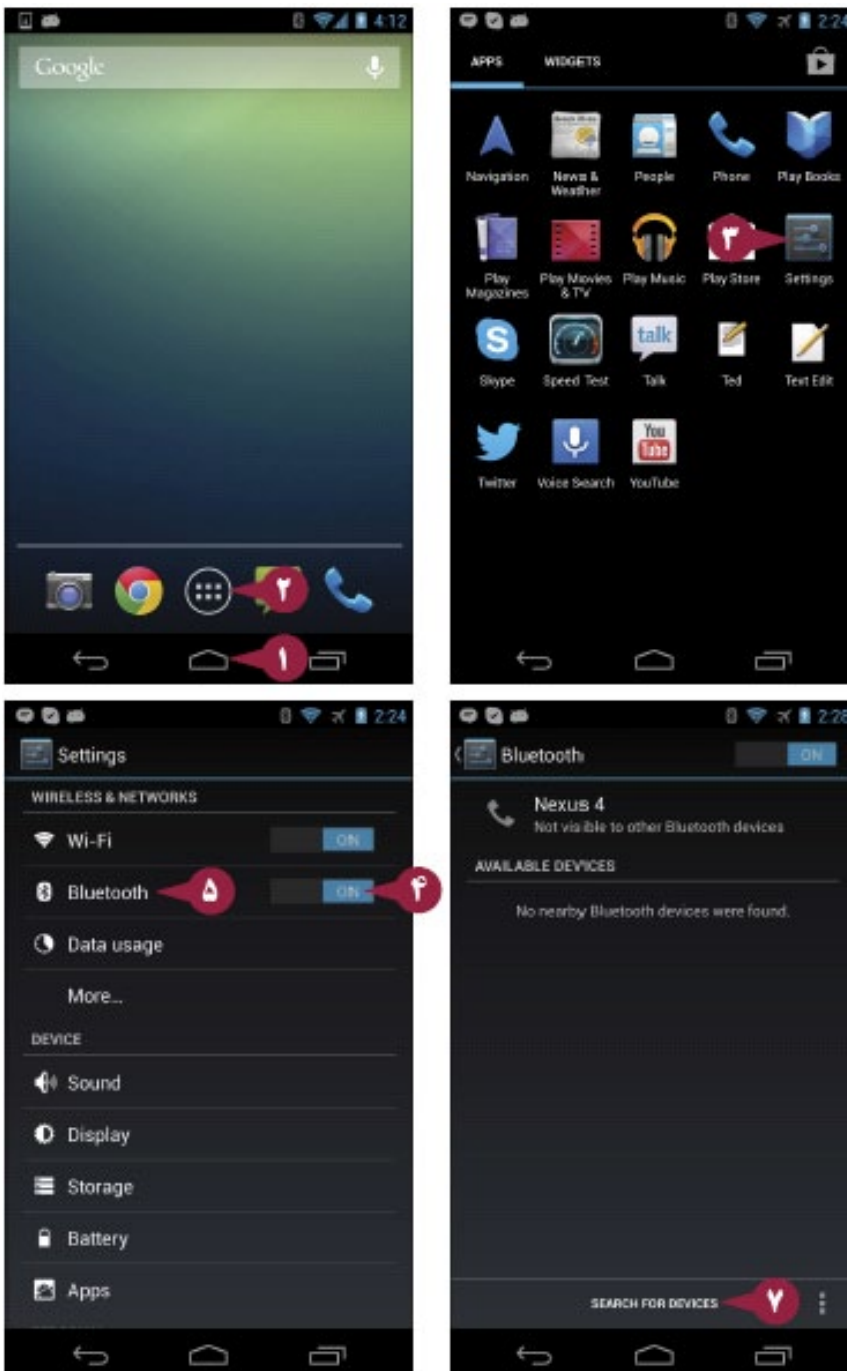 4:12
Google
۲
۱
2:24
APPS WIDGETS
Navigation News & Weather People Phone Play Books
۳
Play Magazines Play Movies & TV Play Music Play Store Settings
talk
Skype Speed Test Talk Ted Text Edit
You Tube
Twitter Voice Search YouTube
2:24
Settings
WIRELESS & NETWORKS
Wi-Fi ON
Bluetooth ۵ ON ۴
Data usage
More...
DEVICE
Sound
Display
Storage
Battery
Apps
2:28
Bluetooth ON
Nexus 4
Not visible to other Bluetooth devices
AVAILABLE DEVICES
No nearby Bluetooth devices were found.
SEARCH FOR DEVICES ۷